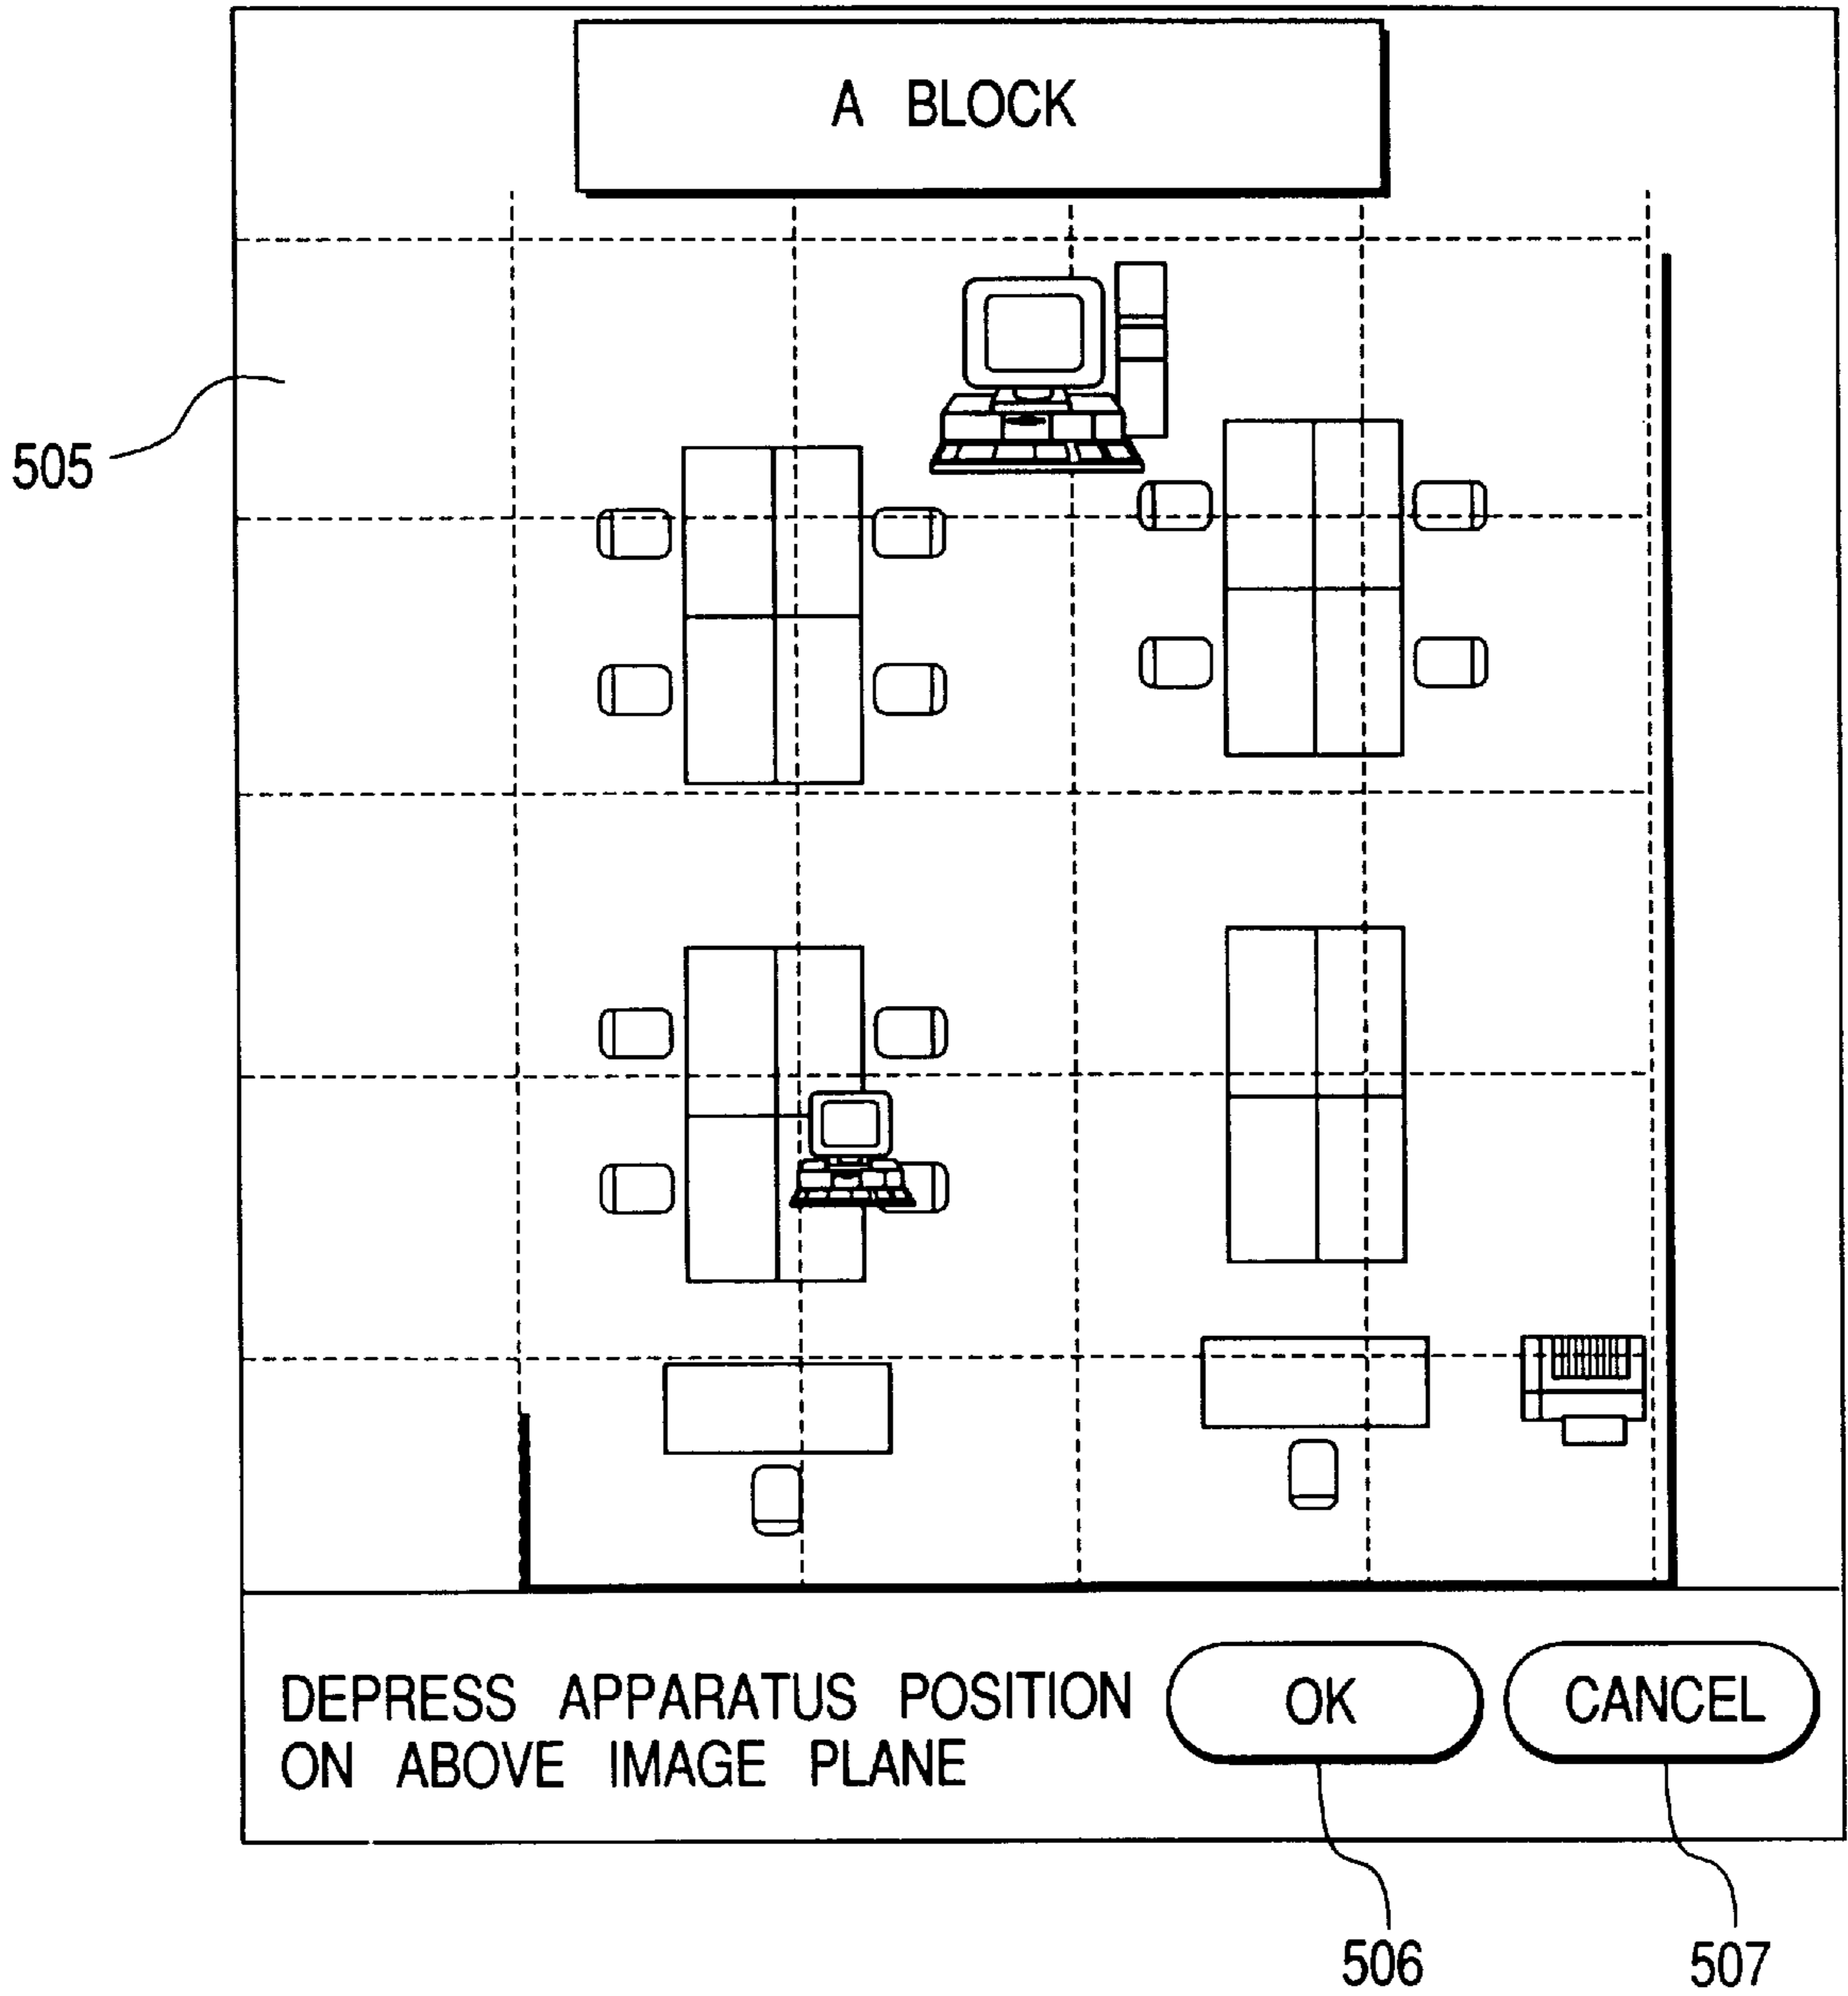 A BLOCK
505
DEPRESS APPARATUS POSITION
ON ABOVE IMAGE PLANE
OK
CANCEL
506
507